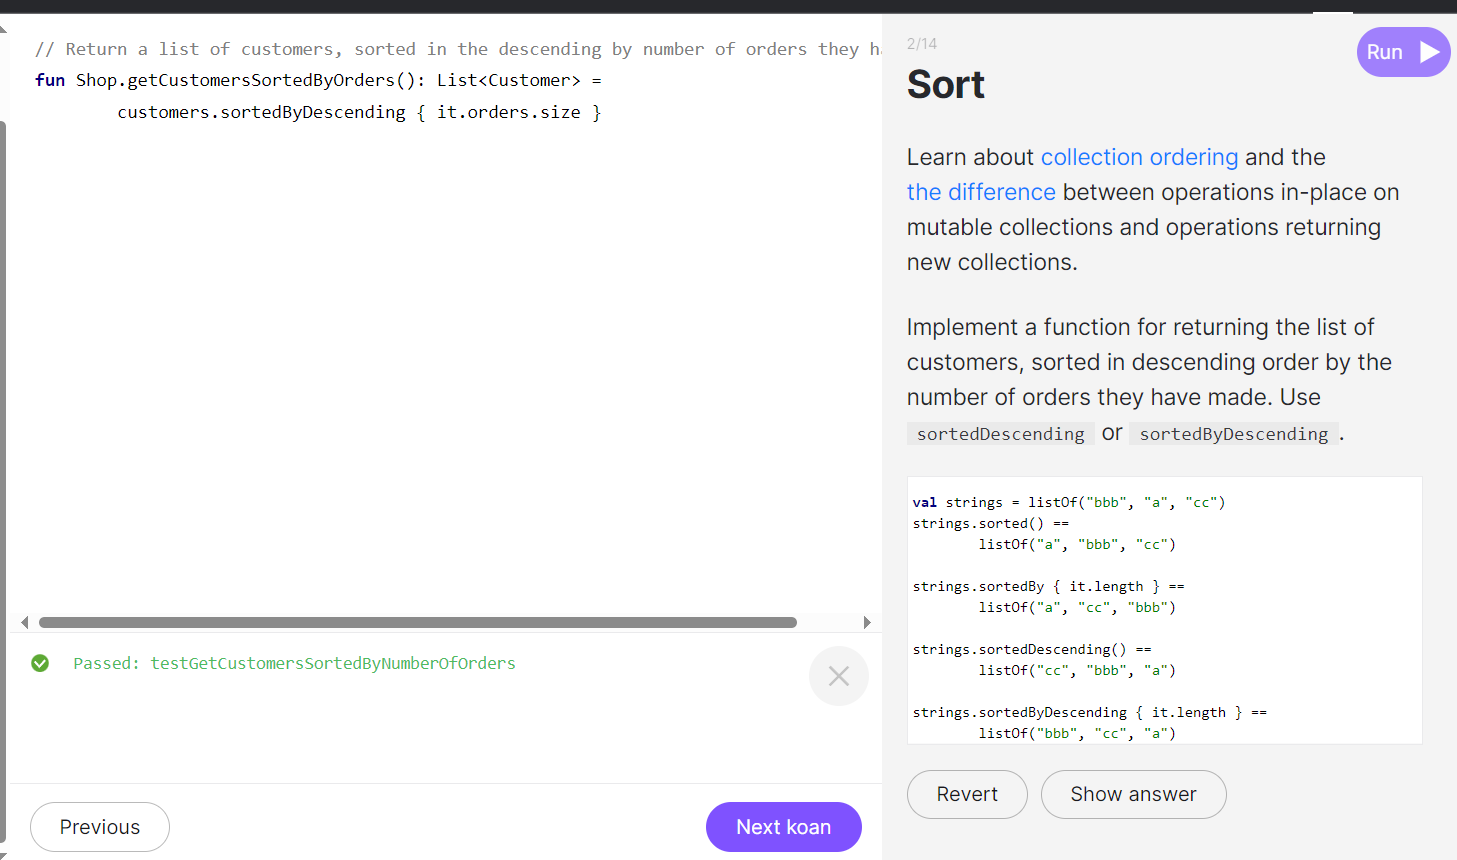 // Return a list of customers, sorted in the descending by number of orders they
fun Shop.getCustomersSortedByOrders(): List<Customer> =
        customers.sortedByDescending { it.orders.size }
Passed: testGetCustomersSortedByNumberOfOrders
Previous
Next koan
2/14
Run
Sort
Learn about collection ordering and the
the difference between operations in-place on
mutable collections and operations returning
new collections.
Implement a function for returning the list of
customers, sorted in descending order by the
number of orders they have made. Use
sortedDescending or sortedByDescending .
val strings = listOf("bbb", "a", "cc")
strings.sorted() ==
        listOf("a", "bbb", "cc")
strings.sortedBy { it.length } ==
        listOf("a", "cc", "bbb")
strings.sortedDescending() ==
        listOf("cc", "bbb", "a")
strings.sortedByDescending { it.length } ==
        listOf("bbb", "cc", "a")
Revert
Show answer